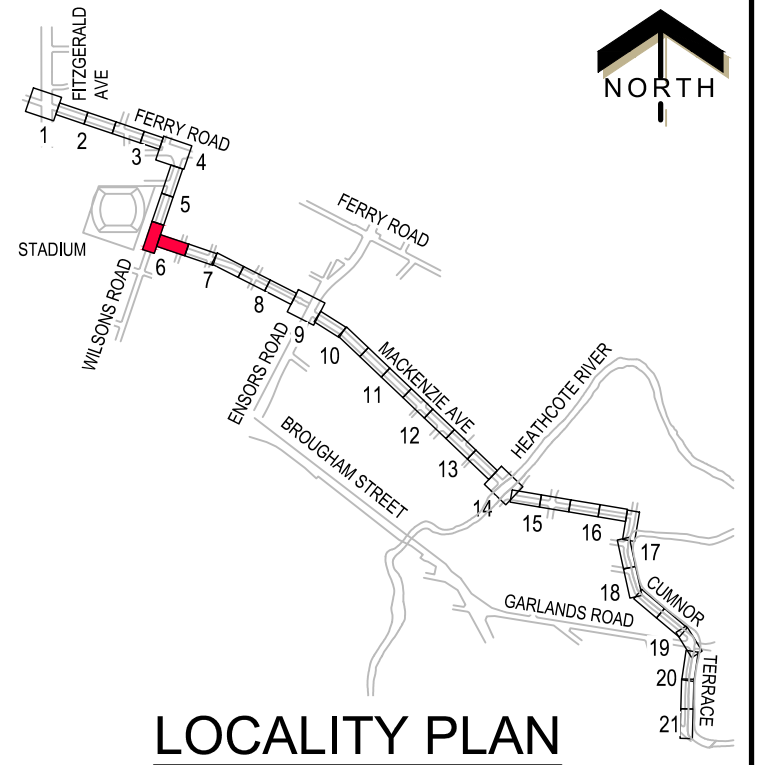 FITZGERALD
AVE
NORTH
FERRY ROAD
1
2
3
4
5
STADIUM
6
WILSONS ROAD
7
8
FERRY ROAD
9
ENSORS ROAD
10
MACKENZIE AVE
11
12
13
HEATHCOTE RIVER
BROUGHAM STREET
14
15
16
17
18
CUMNOR
GARLANDS ROAD
19
TERRACE
20
21
LOCALITY PLAN